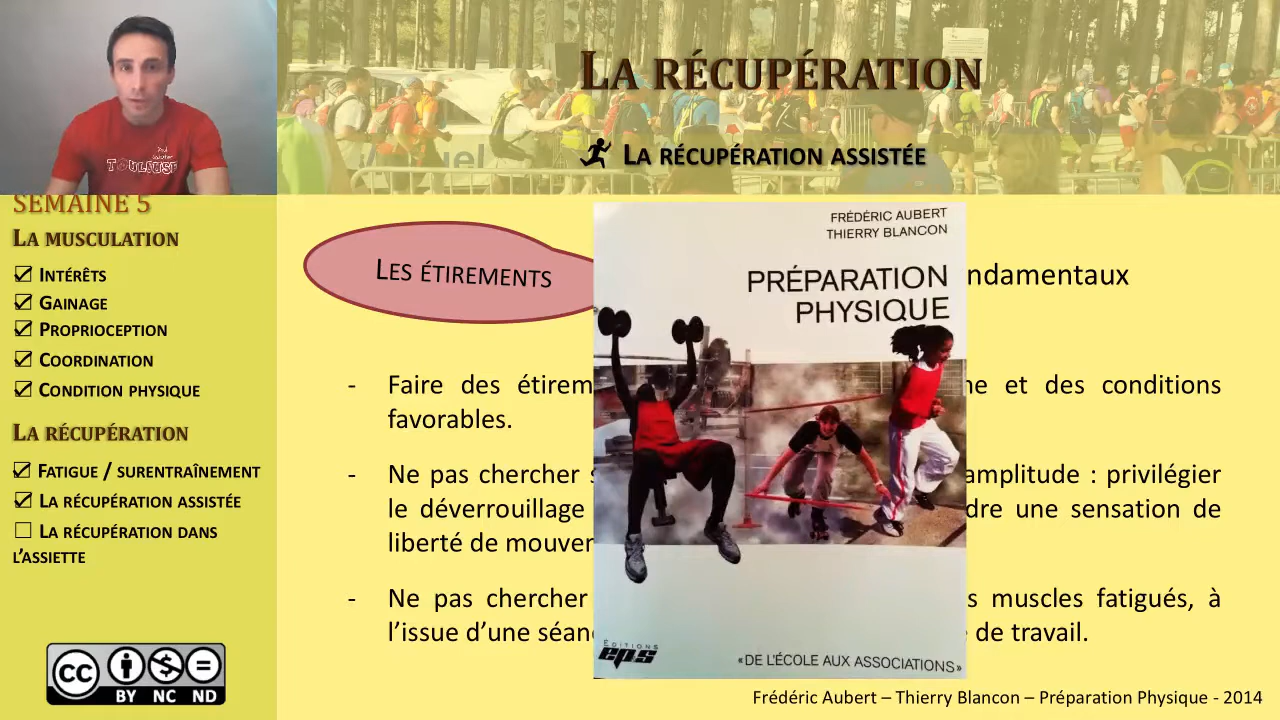 LA RÉCUPÉRATION
LA RÉCUPÉRATION ASSISTÉE
TOULOUSE
SEMAINE 5
LA MUSCULATION
☑ INTÉRÊTS
☑ GAINAGE
☑ PROPRIOCEPTION
☑ COORDINATION
☑ CONDITION PHYSIQUE
LA RÉCUPÉRATION
☑ FATIGUE / SURENTRAÎNEMENT
☑ LA RÉCUPÉRATION ASSISTÉE
☐ LA RÉCUPÉRATION DANS
L’ASSIETTE
CC BY NC ND
LES ÉTIREMENTS
ndamentaux
- Faire des étirem
et des conditions
favorables.
- Ne pas chercher
amplitude : privilégier
le déverrouillage
dre une sensation de
liberté de mouve
- Ne pas chercher
s muscles fatigués, à
l’issue d’une séan
de travail.
FRÉDÉRIC AUBERT
THIERRY BLANCON
PRÉPARATION
PHYSIQUE
ÉDITIONS
eps
«DE L’ÉCOLE AUX ASSOCIATIONS»
Frédéric Aubert – Thierry Blancon – Préparation Physique - 2014